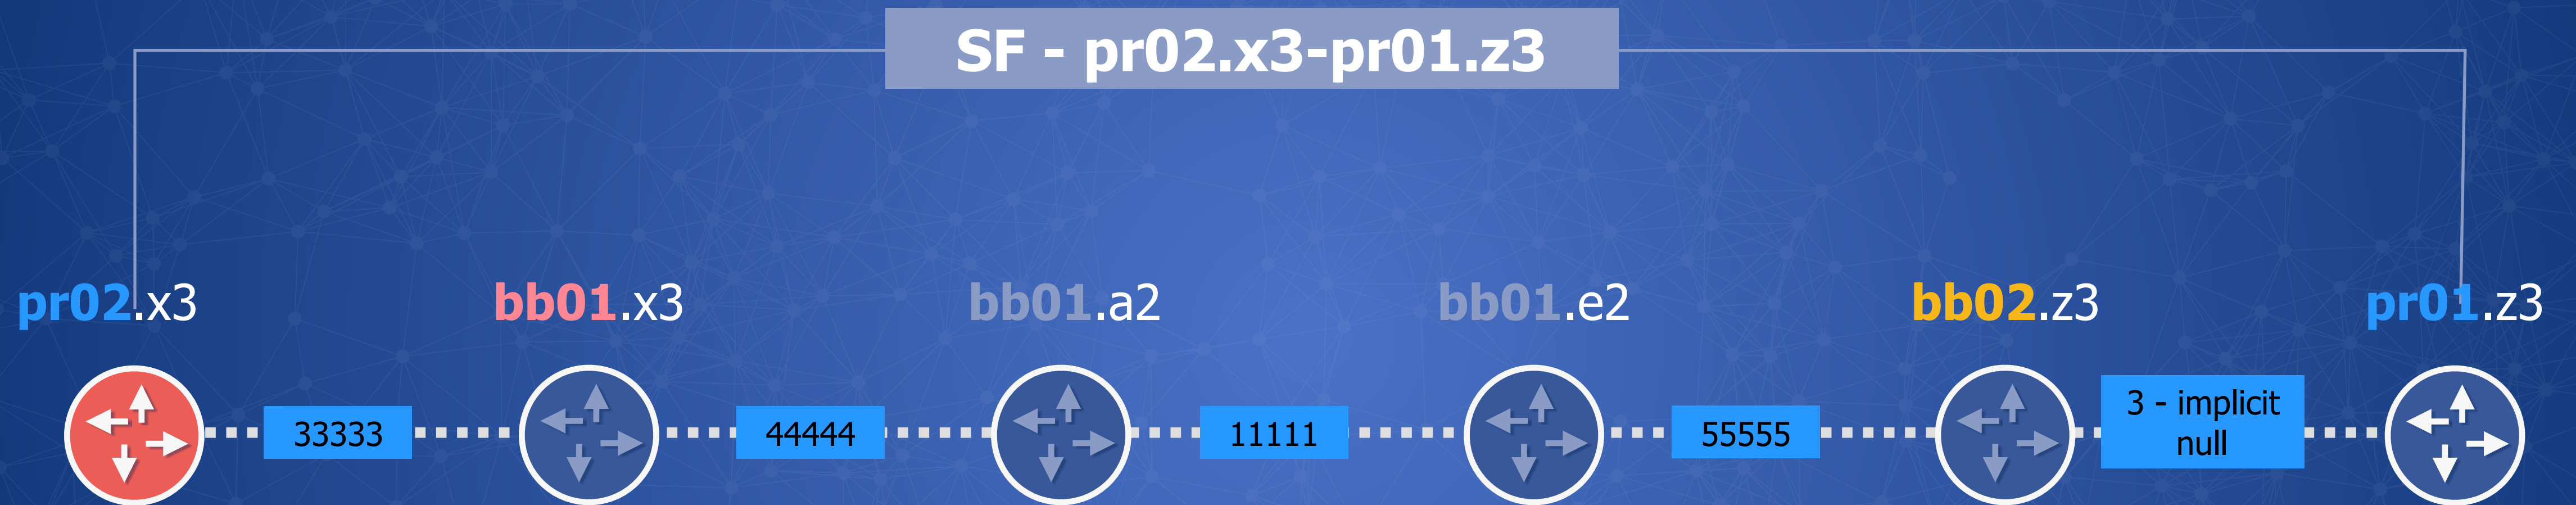 SF - pr02.x3-pr01.z3
pr02.x3
bb01.x3
bb01.a2
bb01.e2
bb02.z3
pr01.z3
33333
44444
11111
55555
3 - implicit
null